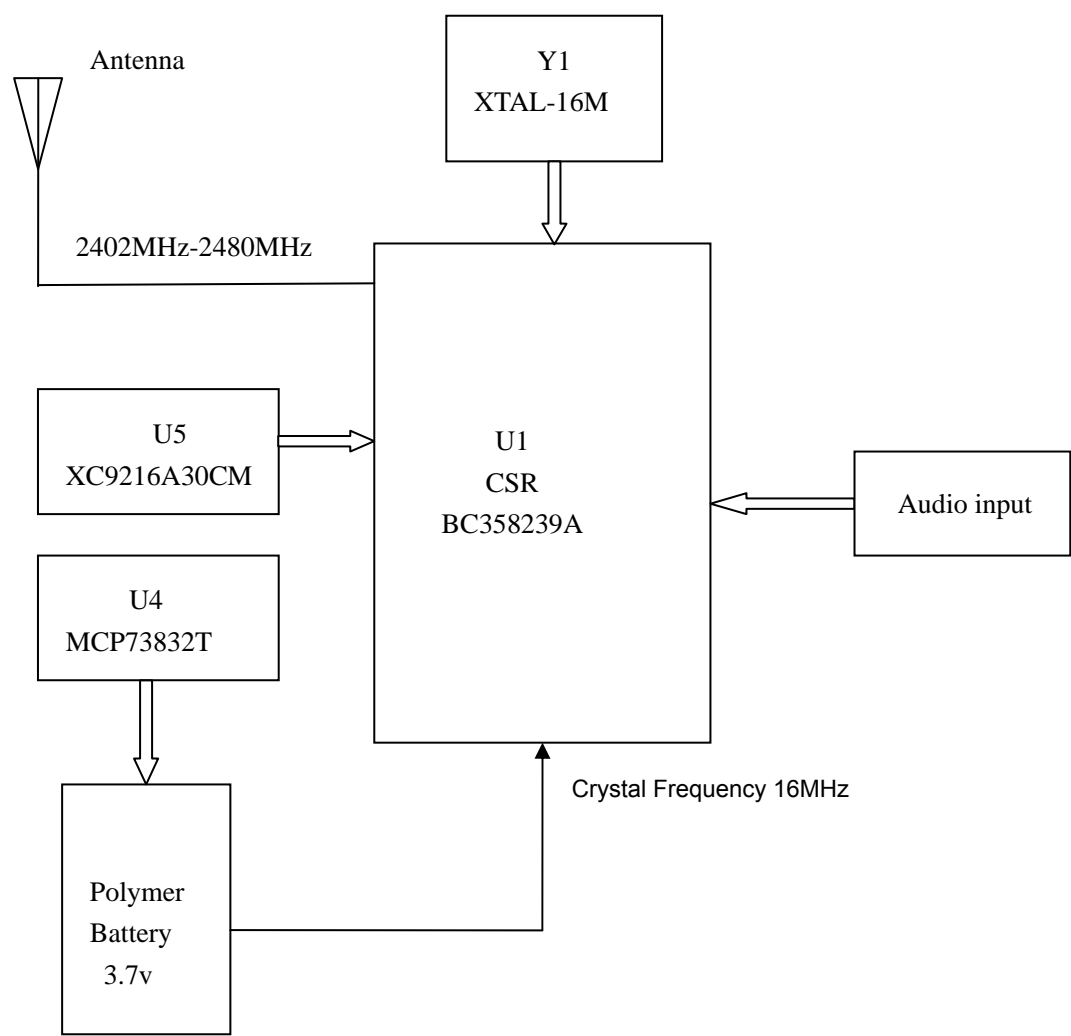 Antenna
Y1
XTAL-16M
2402MHz-2480MHz
U5
XC9216A30CM
U1
CSR
BC358239A
Audio input
U4
MCP73832T
Crystal Frequency 16MHz
Polymer
Battery
3.7v